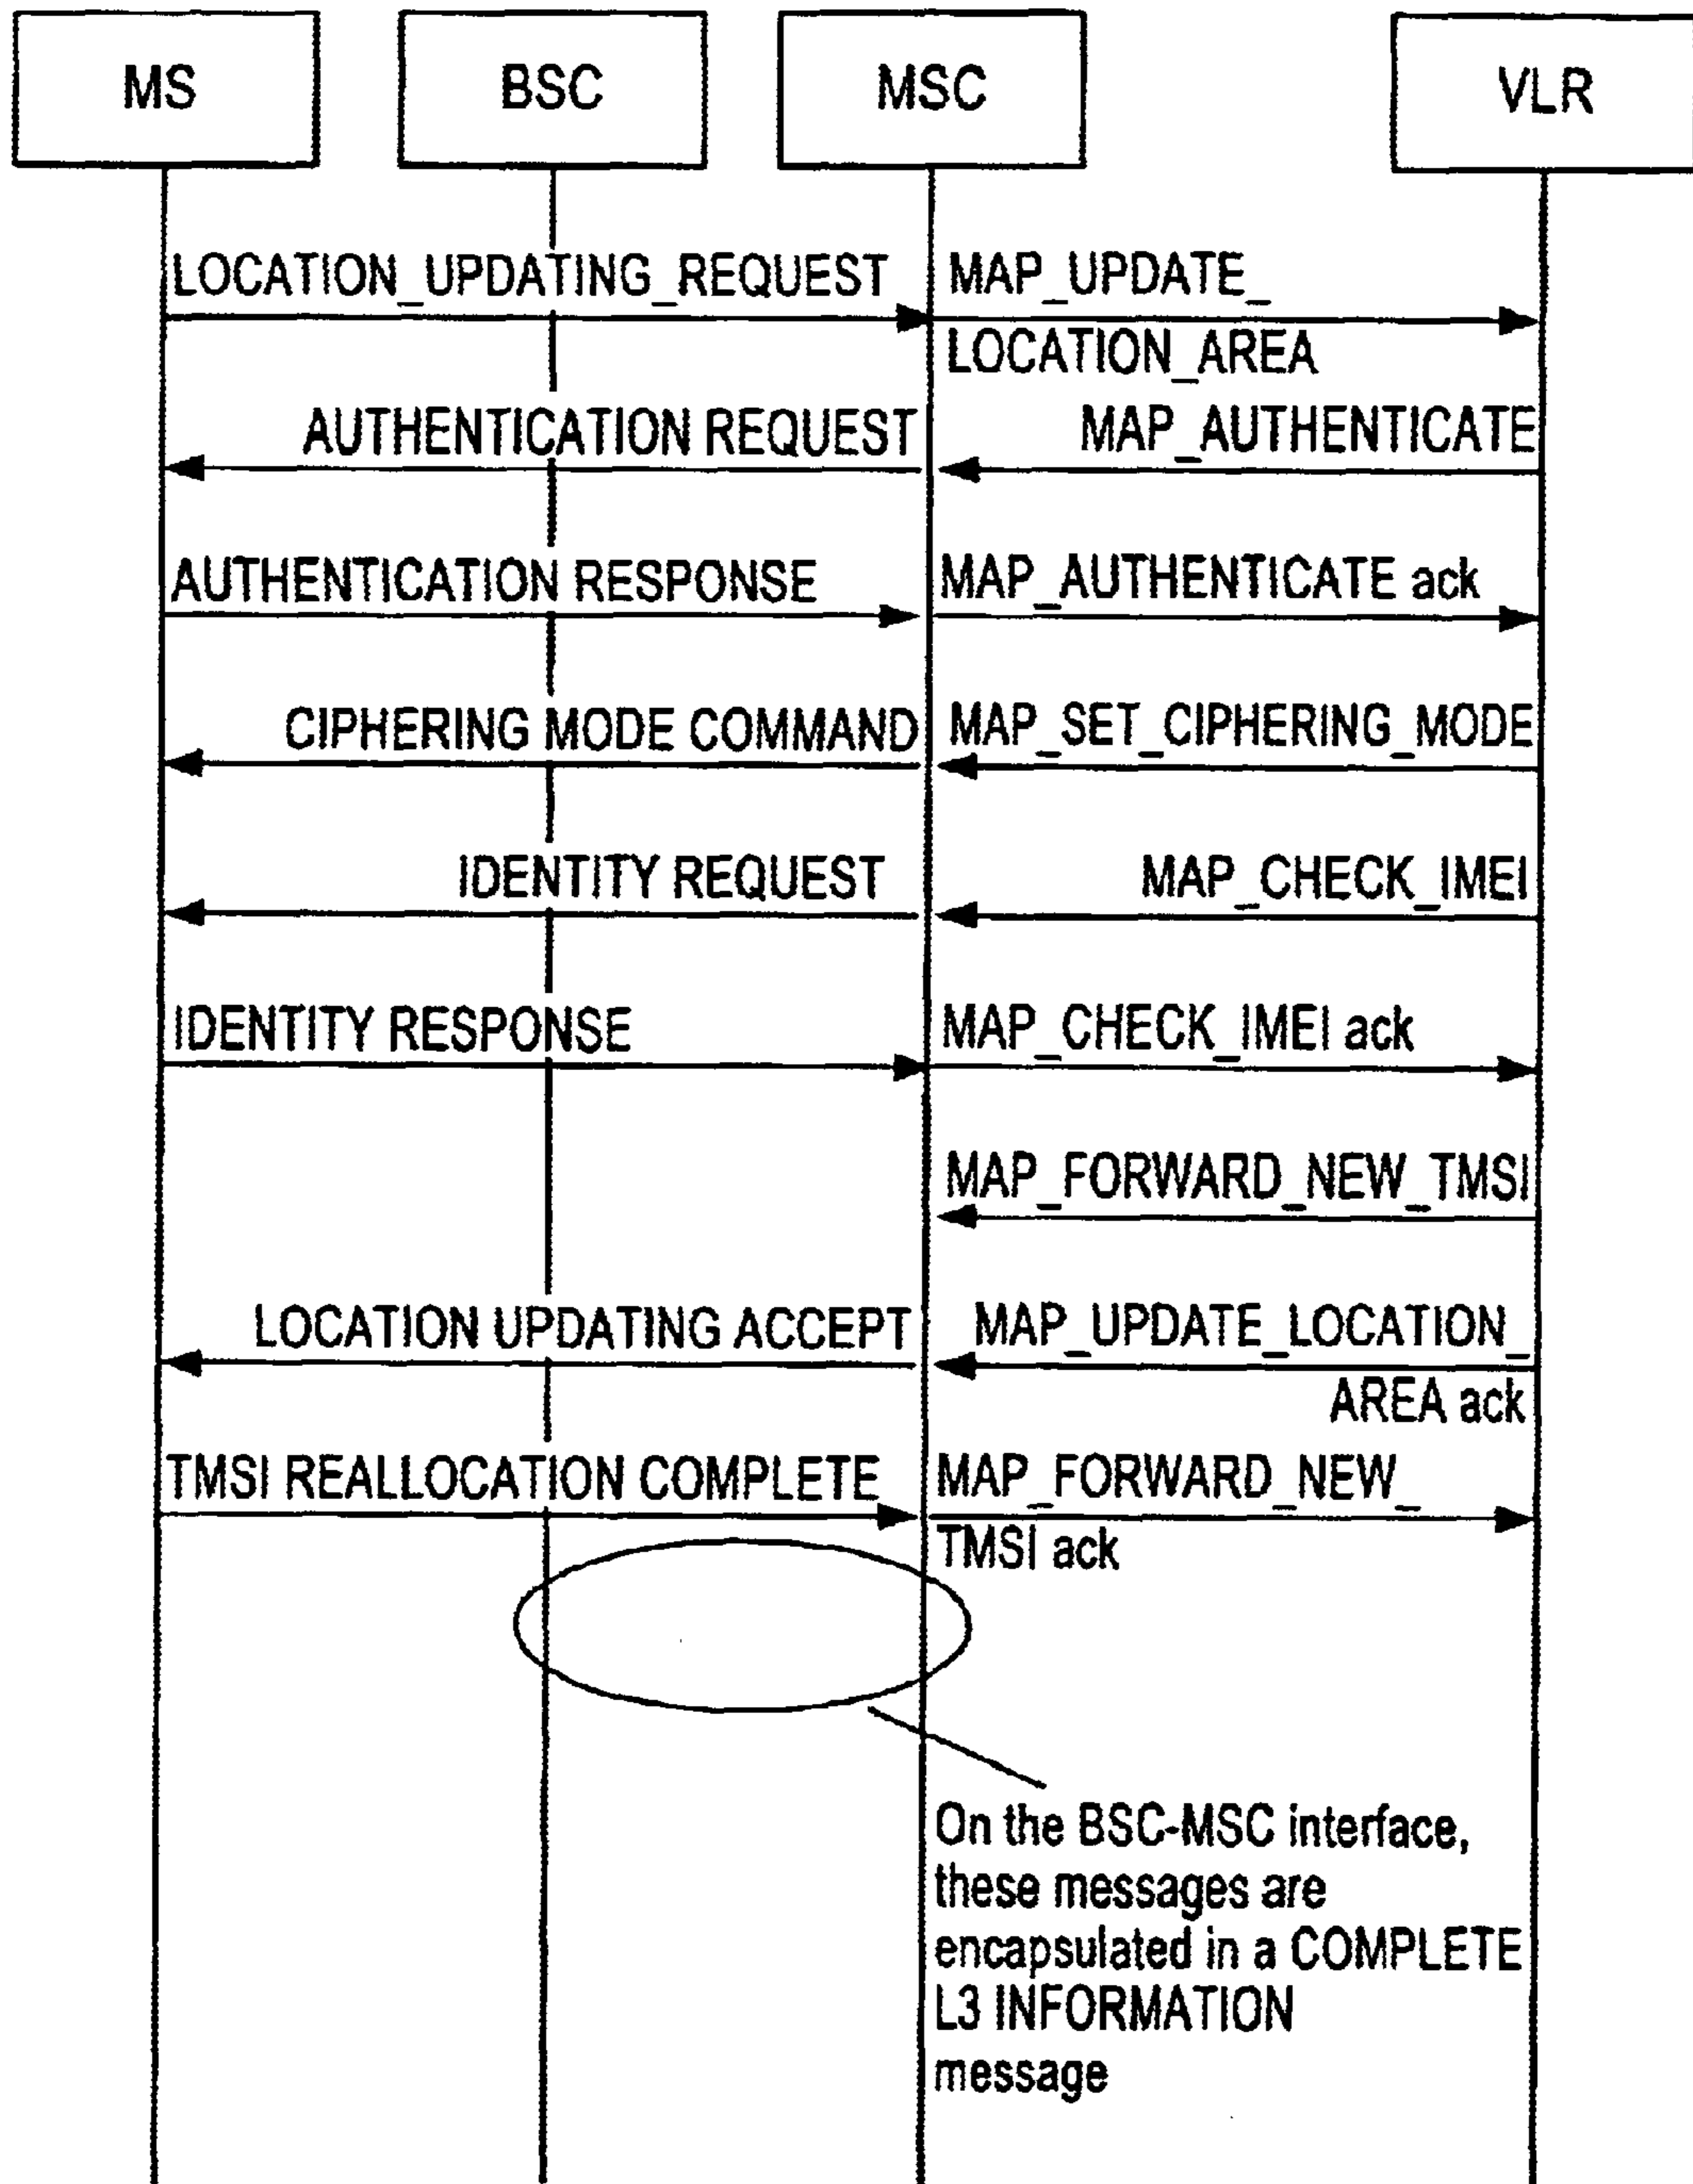 MS
BSC
MSC
VLR
LOCATION_UPDATING_REQUEST
MAP_UPDATE_
LOCATION_AREA
AUTHENTICATION REQUEST
MAP_AUTHENTICATE
AUTHENTICATION RESPONSE
MAP_AUTHENTICATE ack
CIPHERING MODE COMMAND
MAP_SET_CIPHERING_MODE
IDENTITY REQUEST
MAP_CHECK_IMEI
IDENTITY RESPONSE
MAP_CHECK_IMEI ack
MAP_FORWARD_NEW_TMSI
LOCATION UPDATING ACCEPT
MAP_UPDATE_LOCATION_
AREA ack
TMSI REALLOCATION COMPLETE
MAP_FORWARD_NEW_
TMSI ack
On the BSC-MSC interface,
these messages are
encapsulated in a COMPLETE
L3 INFORMATION
message